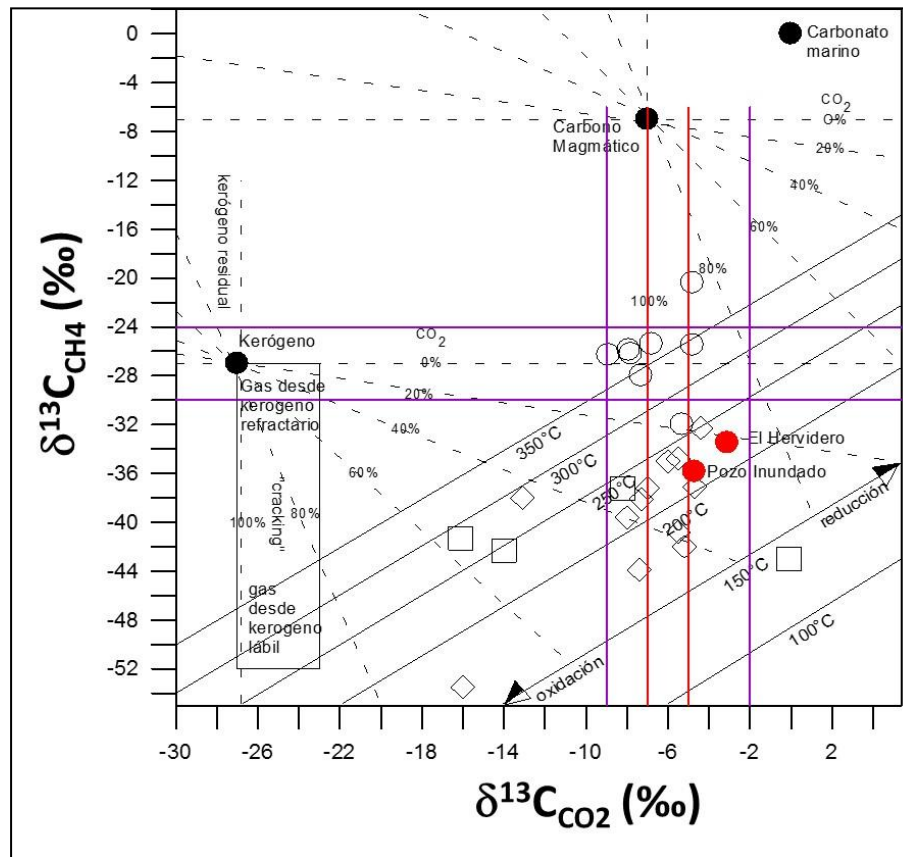 δ¹³C_CH4 (‰)
0
-4
-8
-12
-16
-20
-24
-28
-32
-36
-40
-44
-48
-52
Carbonato
marino
Carbono
Magmático
CO2
0%
20%
40%
60%
80%
100%
kerógeno residual
Kerógeno
CO2
0%
20%
40%
60%
80%
100%
Gas desde
kerógeno
refractario
"cracking"
gas
desde
kerogeno
lábil
350°C
300°C
250°C
200°C
150°C
100°C
El Hervidero
Pozo Inundado
reducción
oxidación
-30
-26
-22
-18
-14
-10
-6
-2
2
δ¹³C_CO2 (‰)